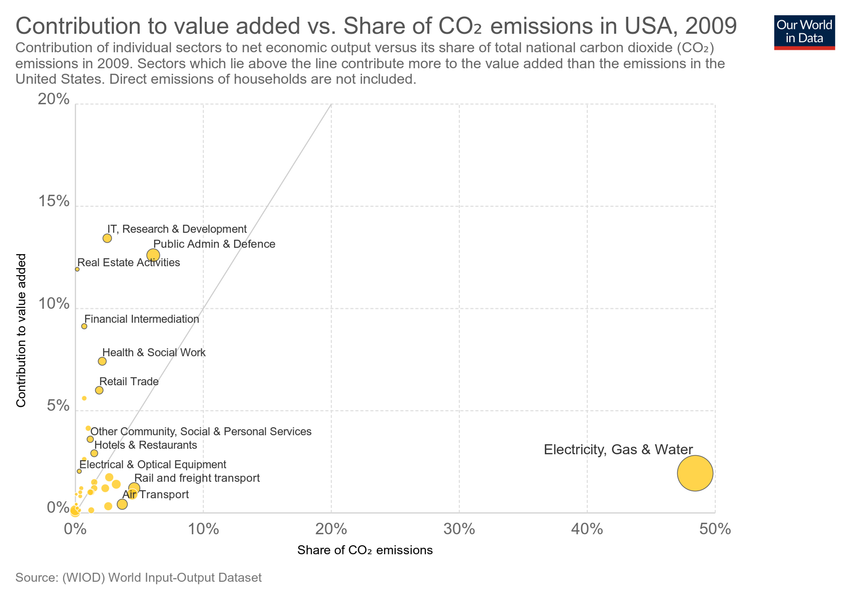 Contribution to value added vs. Share of CO₂ emissions in USA, 2009
Our World
in Data
Contribution of individual sectors to net economic output versus its share of total national carbon dioxide (CO₂)
emissions in 2009. Sectors which lie above the line contribute more to the value added than the emissions in the
United States. Direct emissions of households are not included.
20%
15%
10%
5%
0%
Contribution to value added
IT, Research & Development
Public Admin & Defence
Real Estate Activities
Financial Intermediation
Health & Social Work
Retail Trade
Other Community, Social & Personal Services
Hotels & Restaurants
Electricity, Gas & Water
Electrical & Optical Equipment
Rail and freight transport
Air Transport
0%
10%
20%
30%
40%
50%
Share of CO₂ emissions
Source: (WIOD) World Input-Output Dataset